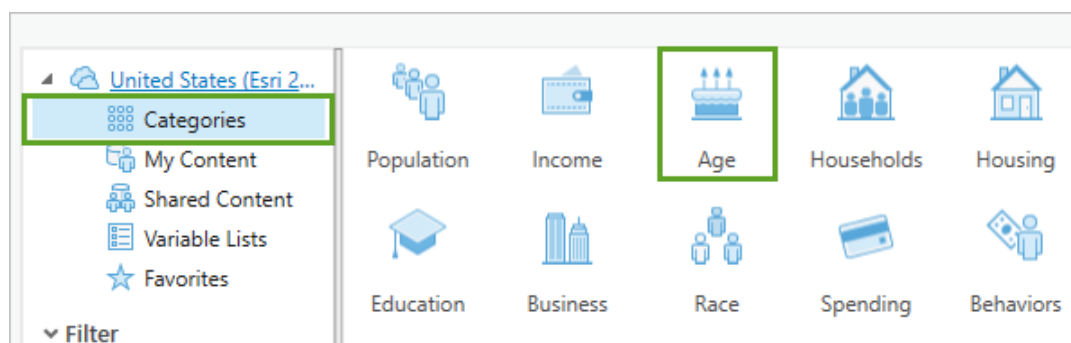 United States (Esri 2...
Categories
My Content
Shared Content
Variable Lists
Favorites
Filter
Population Income Age Households Housing
Education Business Race Spending Behaviors